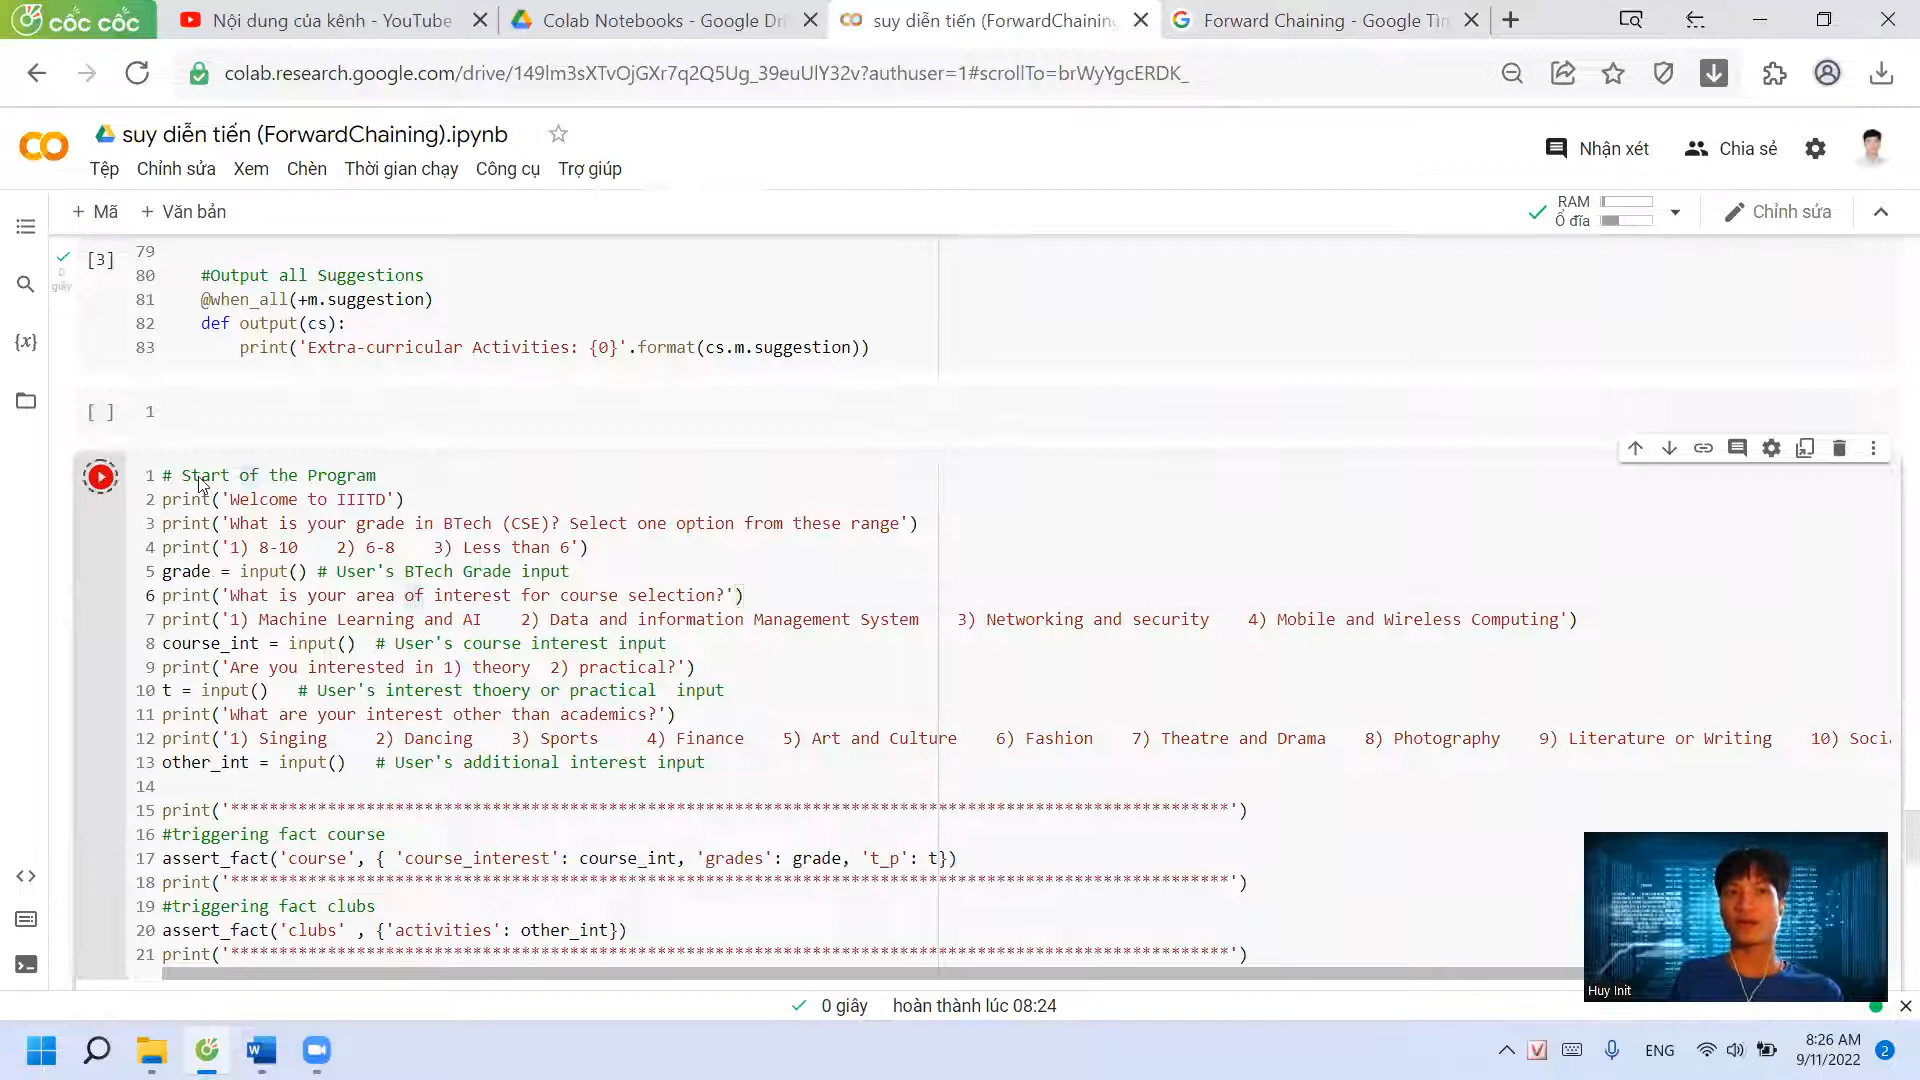 cốc cốc
Nội dung của kênh - YouTube
Colab Notebooks - Google Dri
suy diễn tiến (ForwardChaining
Forward Chaining - Google Tìm
colab.research.google.com/drive/149lm3sXTvOjGXr7q2Q5Ug_39euUlY32v?authuser=1#scrollTo=brWyYgcERDK_
suy diễn tiến (ForwardChaining).ipynb
Nhận xét
Chia sẻ
Tệp Chỉnh sửa Xem Chèn Thời gian chạy Công cụ Trợ giúp
+ Mã + Văn bản
RAM
Ổ đĩa
Chỉnh sửa
[3]
0
giây
79
80 #Output all Suggestions
81 @when_all(+m.suggestion)
82 def output(cs):
83 print('Extra-curricular Activities: {0}'.format(cs.m.suggestion))
[ ] 1
1 # Start of the Program
2 print('Welcome to IIITD')
3 print('What is your grade in BTech (CSE)? Select one option from these range')
4 print('1) 8-10 2) 6-8 3) Less than 6')
5 grade = input() # User's BTech Grade input
6 print('What is your area of interest for course selection?')
7 print('1) Machine Learning and AI 2) Data and information Management System 3) Networking and security 4) Mobile and Wireless Computing')
8 course_int = input() # User's course interest input
9 print('Are you interested in 1) theory 2) practical?')
10 t = input() # User's interest thoery or practical input
11 print('What are your interest other than academics?')
12 print('1) Singing 2) Dancing 3) Sports 4) Finance 5) Art and Culture 6) Fashion 7) Theatre and Drama 8) Photography 9) Literature or Writing 10) Soci
13 other_int = input() # User's additional interest input
14
15 print('*******************************************************************************************************')
16 #triggering fact course
17 assert_fact('course', { 'course_interest': course_int, 'grades': grade, 't_p': t})
18 print('*******************************************************************************************************')
19 #triggering fact clubs
20 assert_fact('clubs' , {'activities': other_int})
21 print('*******************************************************************************************************')
Huy Init
0 giây hoàn thành lúc 08:24
ENG
8:26 AM
9/11/2022
2